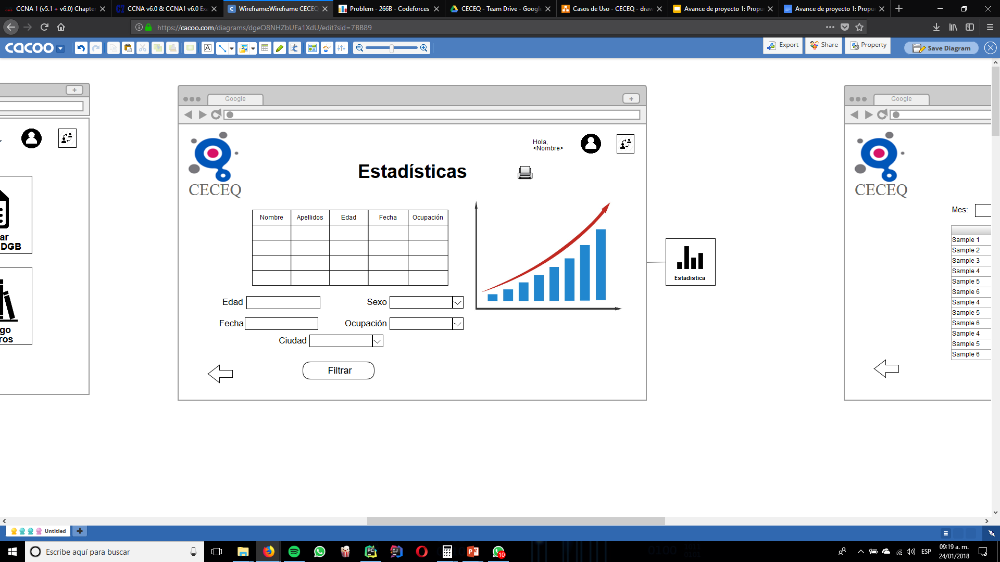 CCNA 1 (v5.1 + v6.0) Chapter
CCNA v6.0 & CCNA1 v6.0 Exa
Wireframe:Wireframe CECEQ
Problem - 266B - Codeforces
CECEQ - Team Drive - Google
Casos de Uso - CECEQ - draw
Avance de proyecto 1: Propu
Avance de proyecto 1: Propu
https://cacoo.com/diagrams/dgeO8NHZbUFa1XdU/edit?sid=7BB89
cacoo
A
Export
Share
Property
Save Diagram
Google
Google
Hola,
<Nombre>
CECEQ
Estadísticas
CECEQ
Nombre Apellidos Edad Fecha Ocupación
Mes:
ar
DGB
go
ros
Estadistica
Sample 1
Sample 2
Sample 3
Sample 4
Sample 5
Sample 6
Sample 4
Sample 5
Sample 6
Sample 4
Sample 5
Sample 6
Edad
Sexo
Fecha
Ocupación
Ciudad
Filtrar
Untitled
Escribe aquí para buscar
PC
IJ
10
ESP
09:19 a. m.
24/01/2018